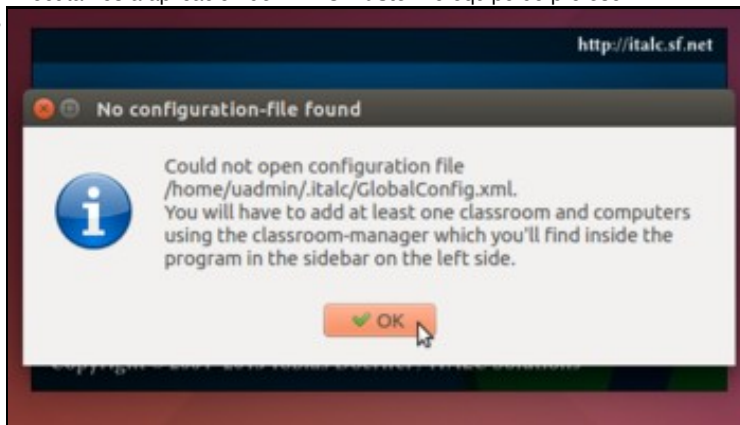 http://italc.sf.net
No configuration-file found
Could not open configuration file
/home/uadmin/.italc/GlobalConfig.xml.
You will have to add at least one classroom and computers
using the classroom-manager which you'll find inside the
program in the sidebar on the left side.
OK